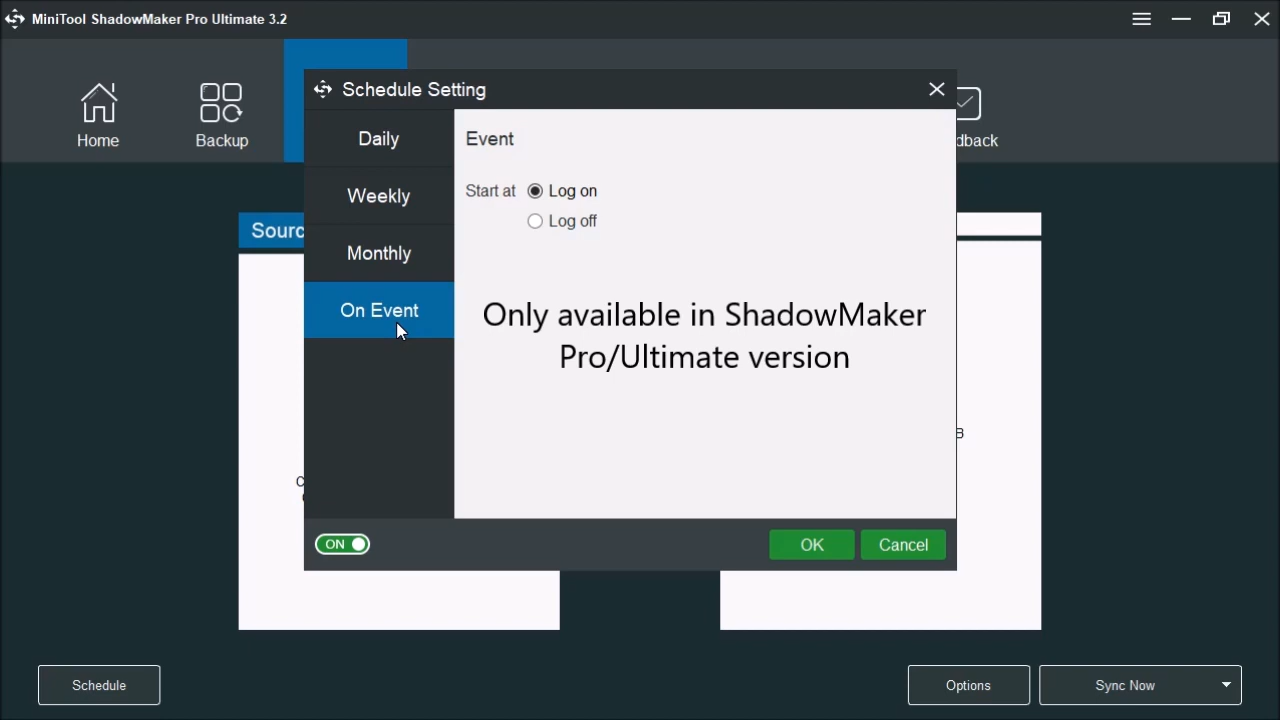 MiniTool ShadowMaker Pro Ultimate 3.2
Schedule Setting
Home
Backup
dback
Daily
Weekly
Monthly
On Event
Event
Start at
Log on
Log off
Only available in ShadowMaker
Pro/Ultimate version
Sourc
B
C
ON
OK
Cancel
Schedule
Options
Sync Now